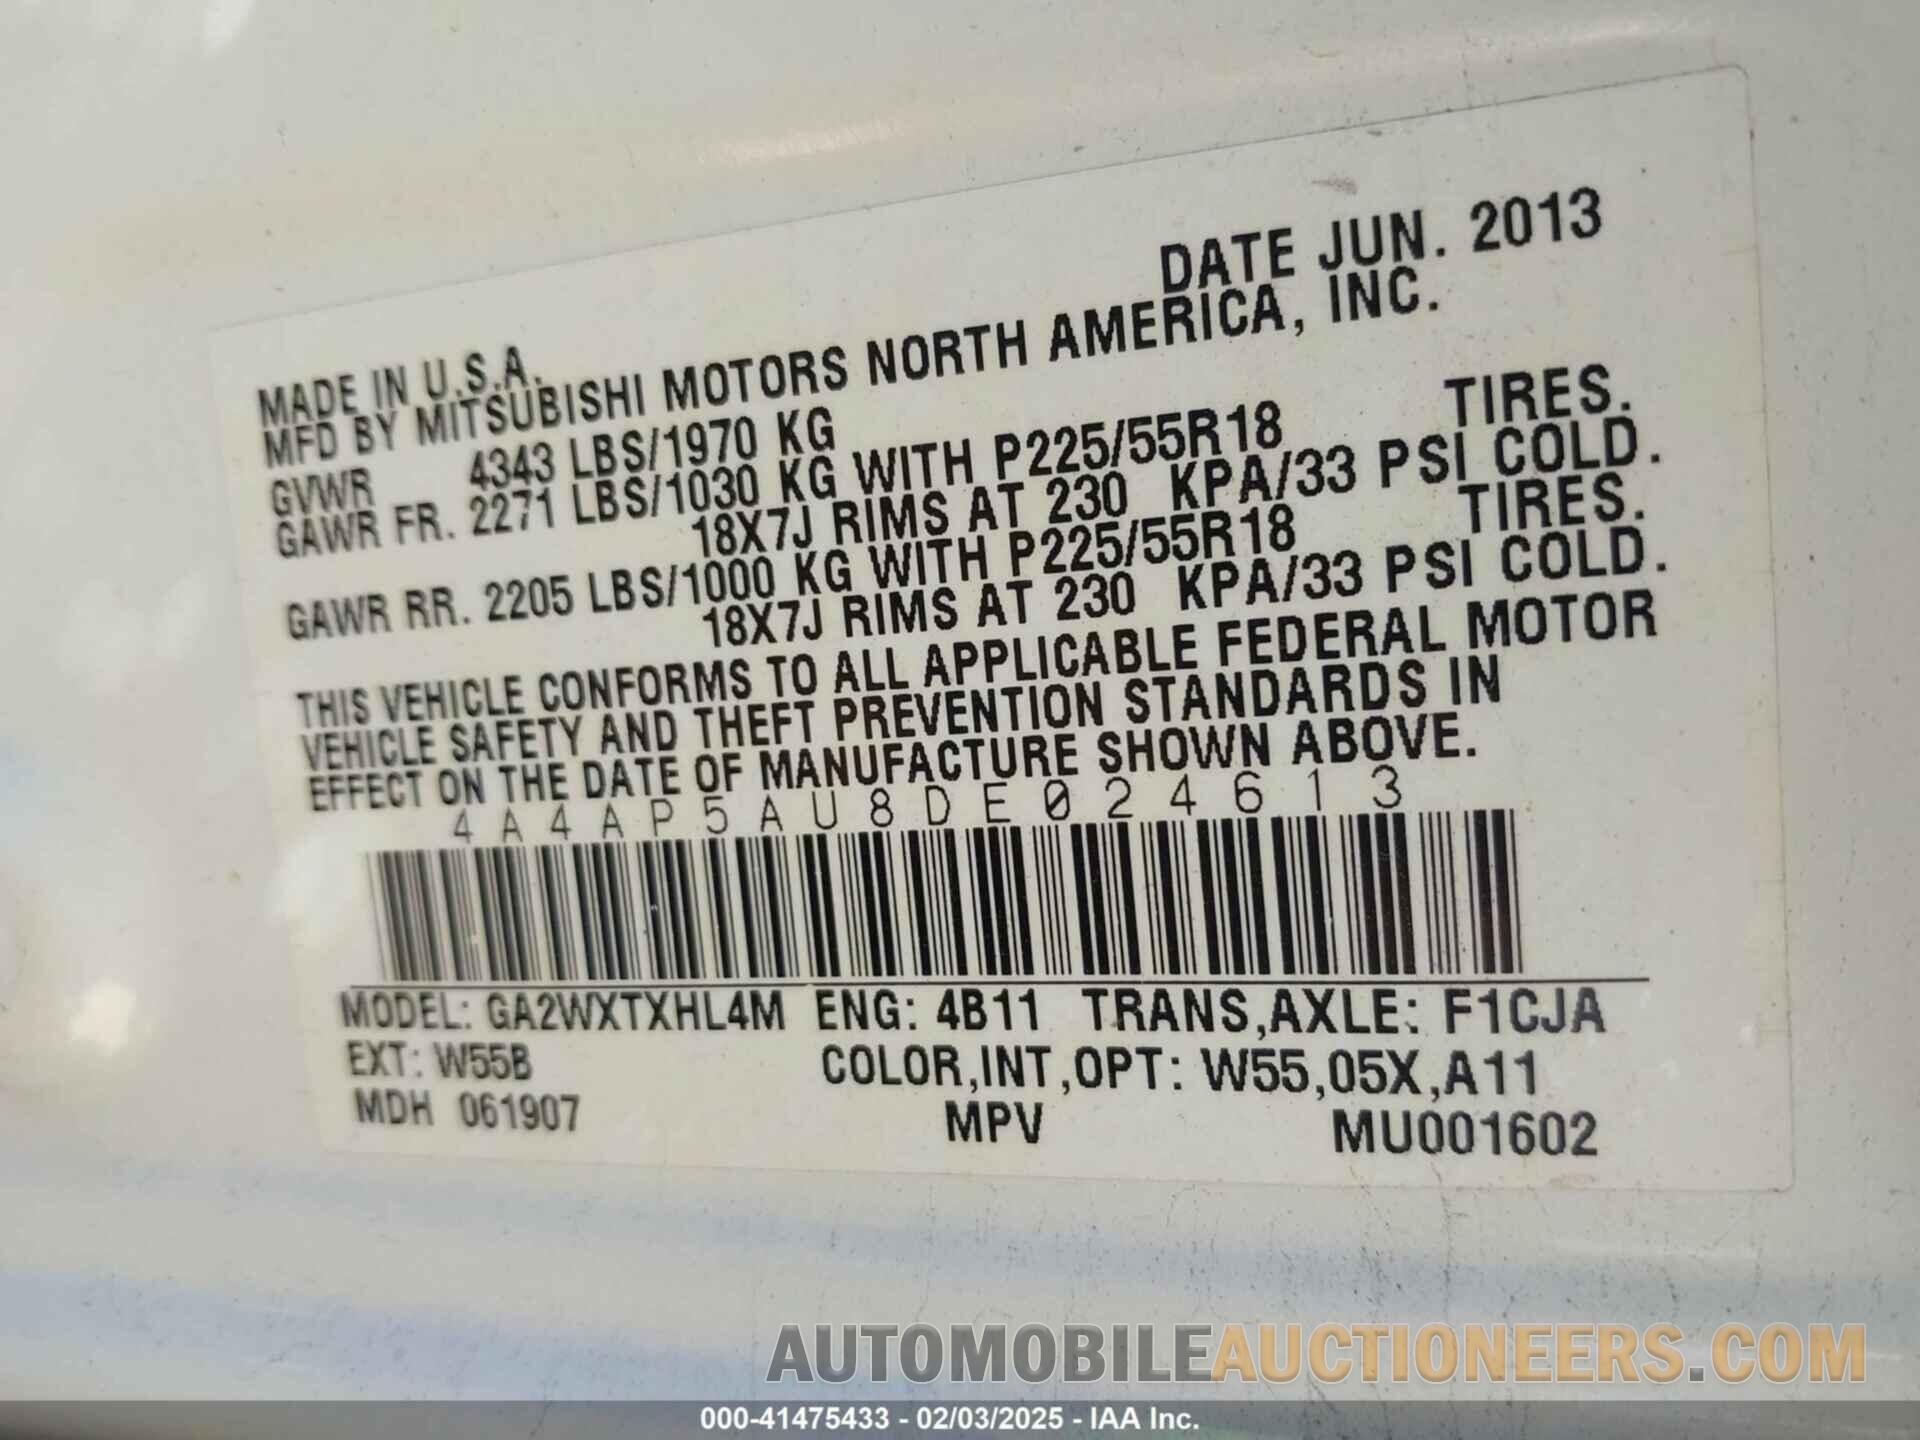 DATE JUN. 2013
MADE IN U.S.A.
MFD BY MITSUBISHI MOTORS NORTH AMERICA, INC.
GVWR 4343 LBS/1970 KG
GAWR FR. 2271 LBS/1030 KG WITH P225/55R18 TIRES.
18X7J RIMS AT 230 KPA/33 PSI COLD.
GAWR RR. 2205 LBS/1000 KG WITH P225/55R18 TIRES.
18X7J RIMS AT 230 KPA/33 PSI COLD.
THIS VEHICLE CONFORMS TO ALL APPLICABLE FEDERAL MOTOR
VEHICLE SAFETY AND THEFT PREVENTION STANDARDS IN
EFFECT ON THE DATE OF MANUFACTURE SHOWN ABOVE.
4A4AP5AU8DE024613
MODEL: GA2WXTXHL4M ENG: 4B11 TRANS,AXLE: F1CJA
EXT: W55B COLOR,INT,OPT: W55,05X,A11
MDH 061907 MPV MU001602
AUTOMOBILEAUCTIONEERS.COM
000-41475433 - 02/03/2025 - IAA Inc.